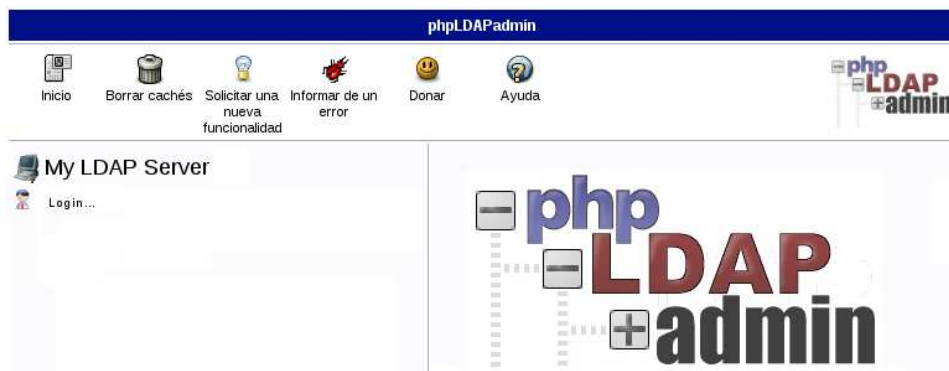 phpLDAPadmin
Inicio
Borrar cachés
Solicitar una
nueva
funcionalidad
Informar de un
error
Donar
Ayuda
php
LDAP
admin
My LDAP Server
Login...
php
LDAP
admin